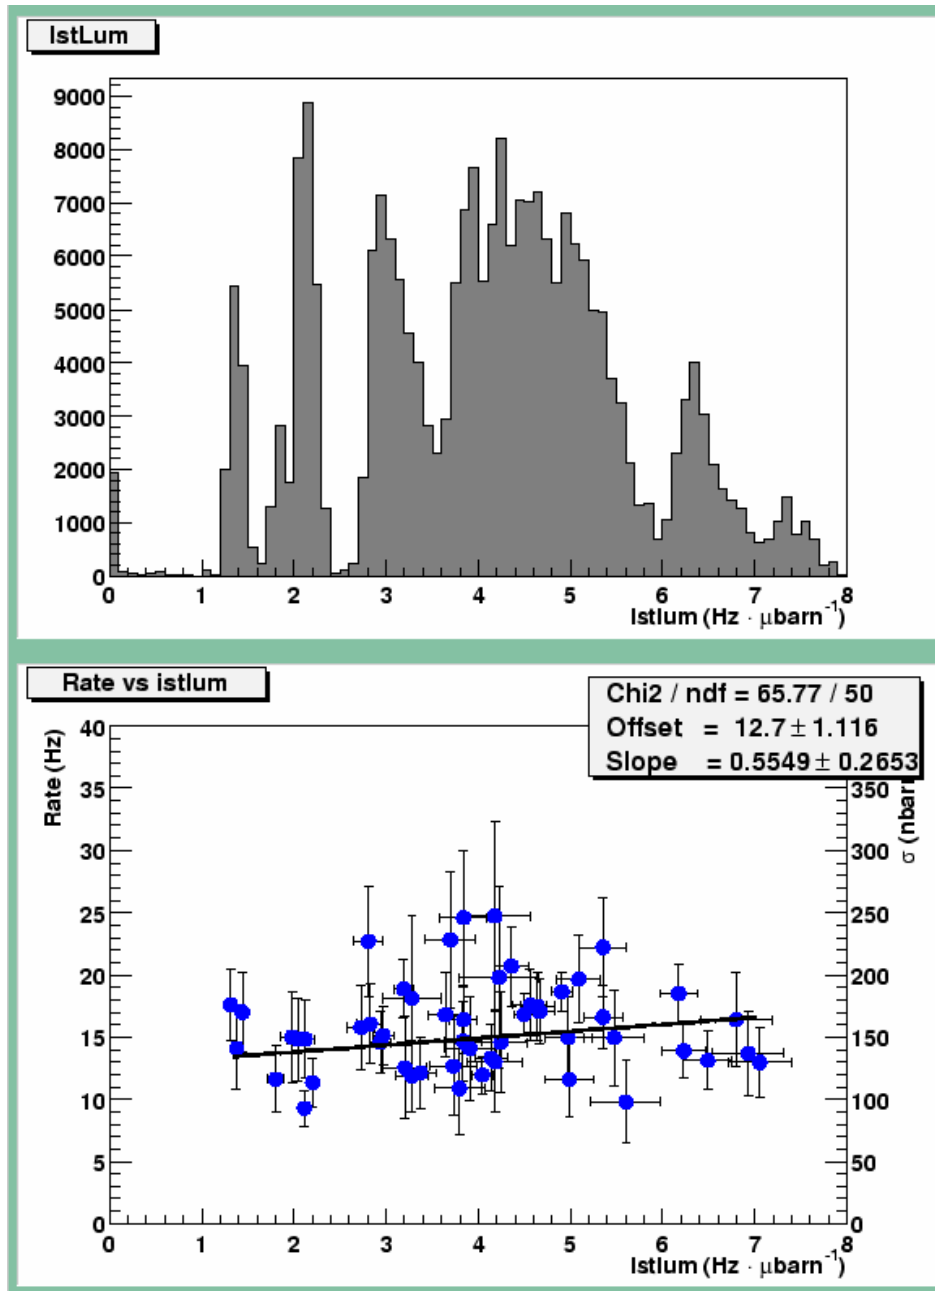 IstLum
9000
8000
7000
6000
5000
4000
3000
2000
1000
0
0 1 2 3 4 5 6 7 8
Istlum (Hz · μbarn⁻¹)
Rate vs istlum
Chi2 / ndf = 65.77 / 50
Offset = 12.7 ± 1.116
Slope = 0.5549 ± 0.2653
Rate (Hz)
40
35
30
25
20
15
10
5
0
σ (nbarn
350
300
250
200
150
100
50
0
0 1 2 3 4 5 6 7 8
Istlum (Hz · μbarn⁻¹)